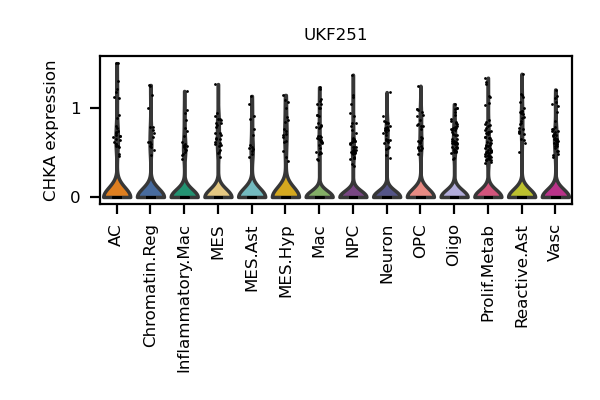 UKF251
CHKA expression
1
0
AC
Chromatin.Reg
Inflammatory.Mac
MES
MES.Ast
MES.Hyp
Mac
NPC
Neuron
OPC
Oligo
Prolif.Metab
Reactive.Ast
Vasc